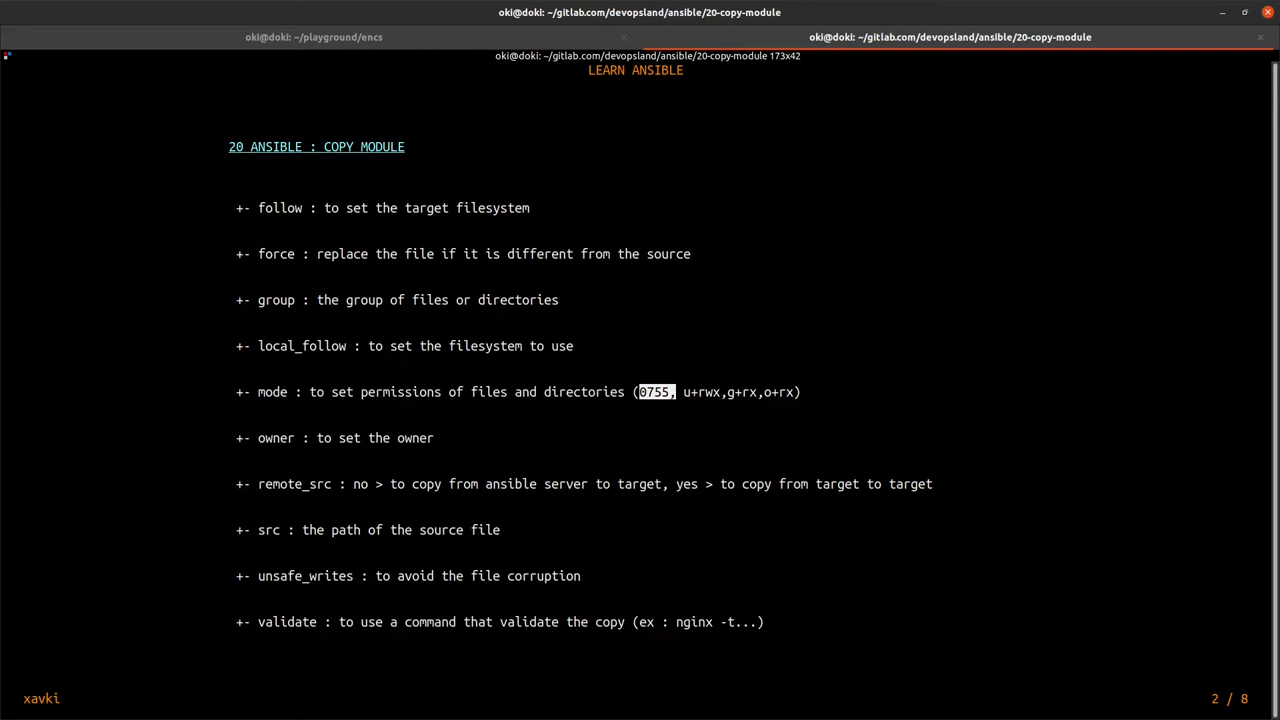 oki@doki: ~/gitlab.com/devopsland/ansible/20-copy-module
oki@doki: ~/playground/encs
oki@doki: ~/gitlab.com/devopsland/ansible/20-copy-module
oki@doki: ~/gitlab.com/devopsland/ansible/20-copy-module 173x42
LEARN ANSIBLE
20 ANSIBLE : COPY MODULE
+- follow : to set the target filesystem
+- force : replace the file if it is different from the source
+- group : the group of files or directories
+- local_follow : to set the filesystem to use
+- mode : to set permissions of files and directories (0755, u+rwx,g+rx,o+rx)
+- owner : to set the owner
+- remote_src : no > to copy from ansible server to target, yes > to copy from target to target
+- src : the path of the source file
+- unsafe_writes : to avoid the file corruption
+- validate : to use a command that validate the copy (ex : nginx -t...)
xavki
2 / 8